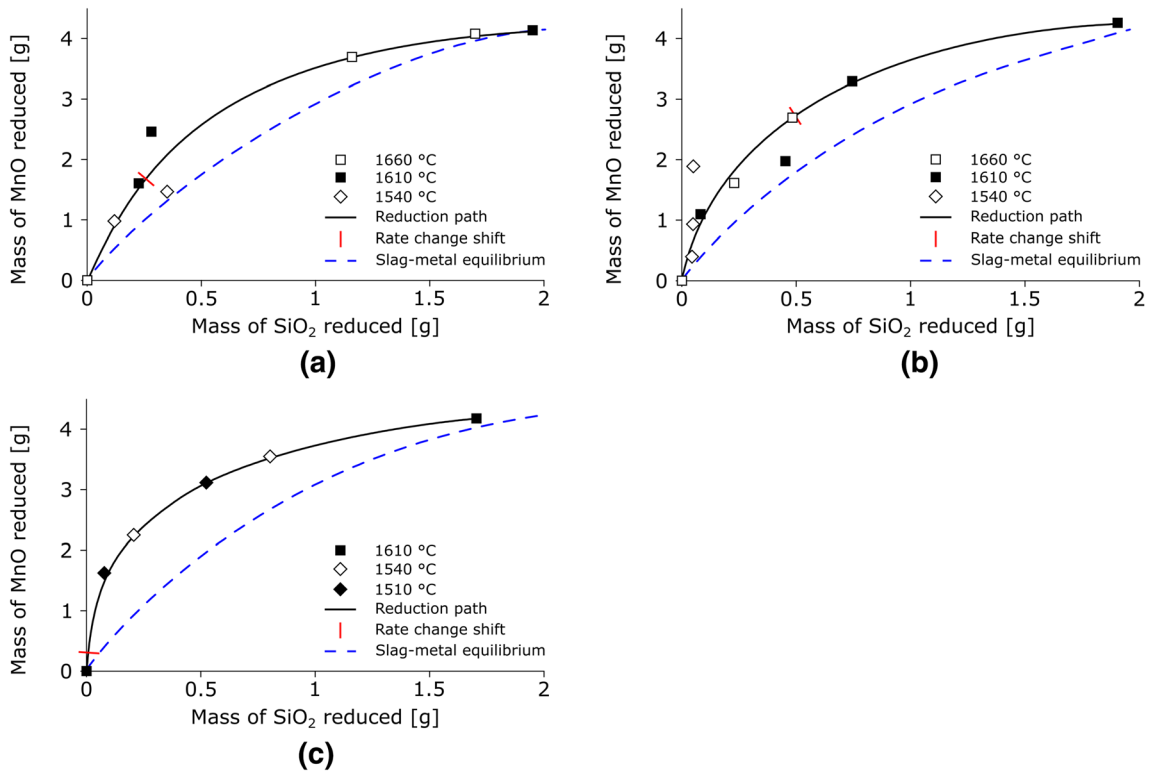 4
3
2
1
0
Mass of MnO reduced [g]
1660 °C
1610 °C
1540 °C
Reduction path
Rate change shift
Slag-metal equilibrium
0 0.5 1 1.5 2
Mass of SiO₂ reduced [g]
(a)
4
3
2
1
0
Mass of MnO reduced [g]
1660 °C
1610 °C
1540 °C
Reduction path
Rate change shift
Slag-metal equilibrium
0 0.5 1 1.5 2
Mass of SiO₂ reduced [g]
(b)
4
3
2
1
0
Mass of MnO reduced [g]
1610 °C
1540 °C
1510 °C
Reduction path
Rate change shift
Slag-metal equilibrium
0 0.5 1 1.5 2
Mass of SiO₂ reduced [g]
(c)